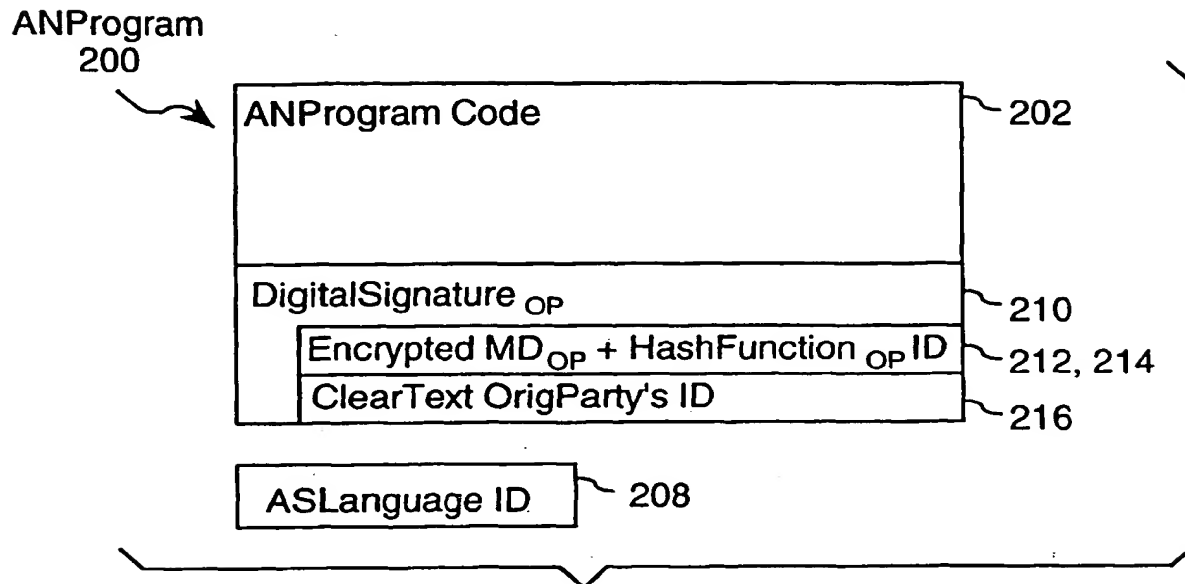 ANProgram
200
ANProgram Code
202
DigitalSignature OP
210
Encrypted MD OP + HashFunction OP ID
212, 214
ClearText OrigParty's ID
216
ASLanguage ID
208